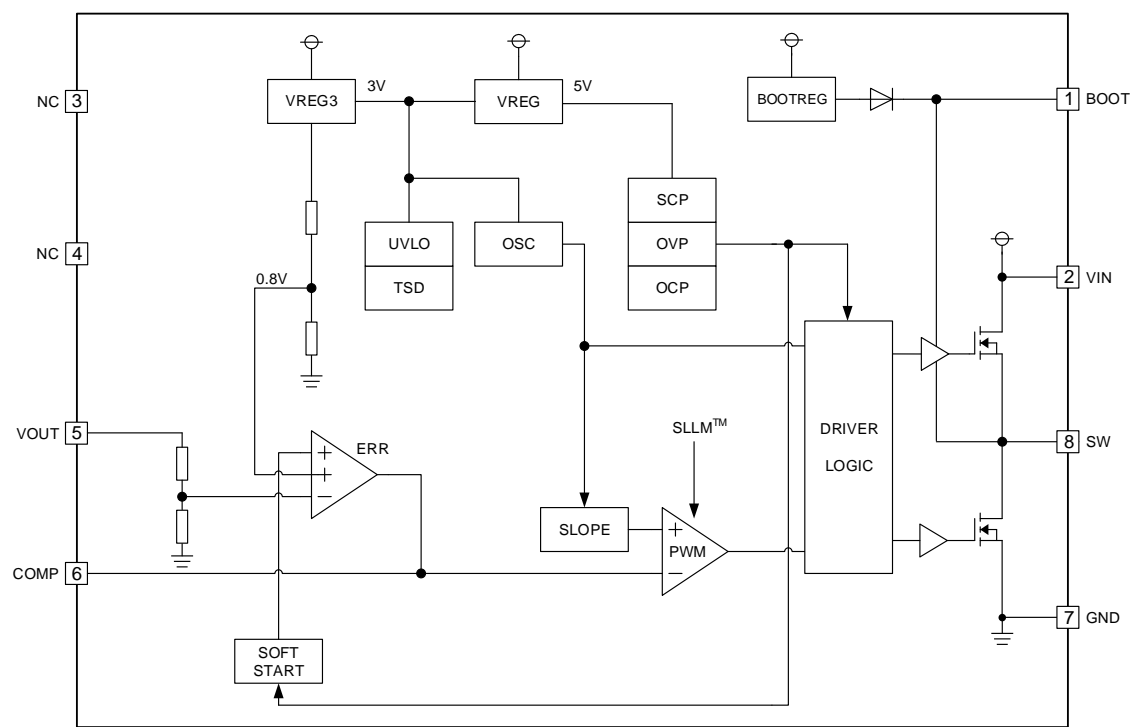 3V
5V
VREG3
VREG
BOOTREG
NC 3
1 BOOT
SCP
UVLO
OSC
OVP
NC 4
TSD
OCP
0.8V
2 VIN
VOUT 5
ERR
SLLM™
DRIVER
LOGIC
8 SW
+
+
−
SLOPE
+
PWM
−
COMP 6
7 GND
SOFT
START